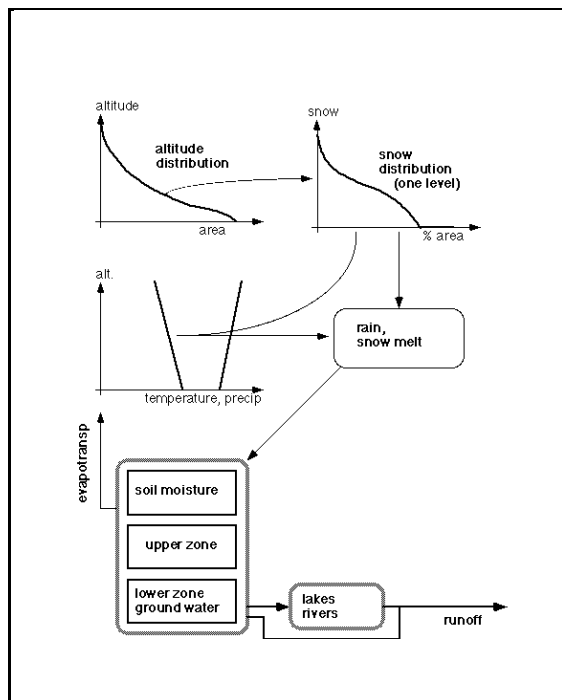 altitude
altitude
distribution
area
snow
snow
distribution
(one level)
% area
alt.
temperature, precip
rain,
snow melt
evapotransp
soil moisture
upper zone
lower zone
ground water
lakes
rivers
runoff